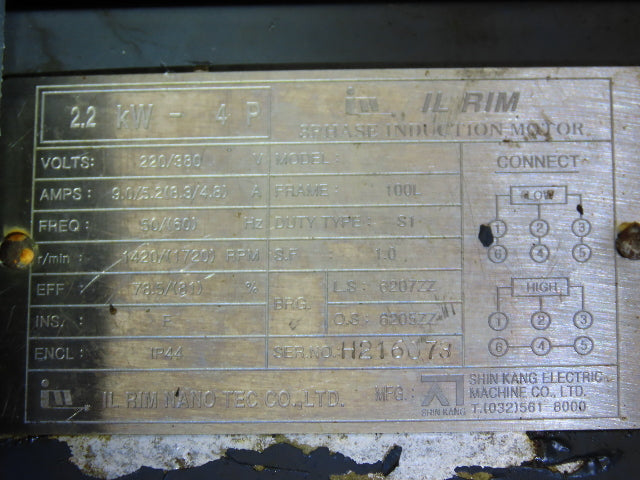 2.2 kW - 4 P
IL RIM
3PHASE INDUCTION MOTOR
VOLTS: 220/380 V
MODEL:
CONNECT
AMPS: 9.0/5.2(8.3/4.8) A
FRAME: 100L
LOW
FREQ: 50/(60) Hz
DUTY TYPE: S1
1 2 3
6 4 5
r/min: 1420/(1720) RPM
S.F: 1.0
EFF: 78.5/(81) %
BRG.
L.S: 6207ZZ
O.S: 6205ZZ
HIGH
1 2 3
6 4 5
INS.:
ENCL: IP44
SER.NO.
IL RIM NANO TEC CO., LTD.
MFG.:
SHIN KANG
SHIN KANG ELECTRIC
MACHINE CO., LTD.
T.(032)561 8000